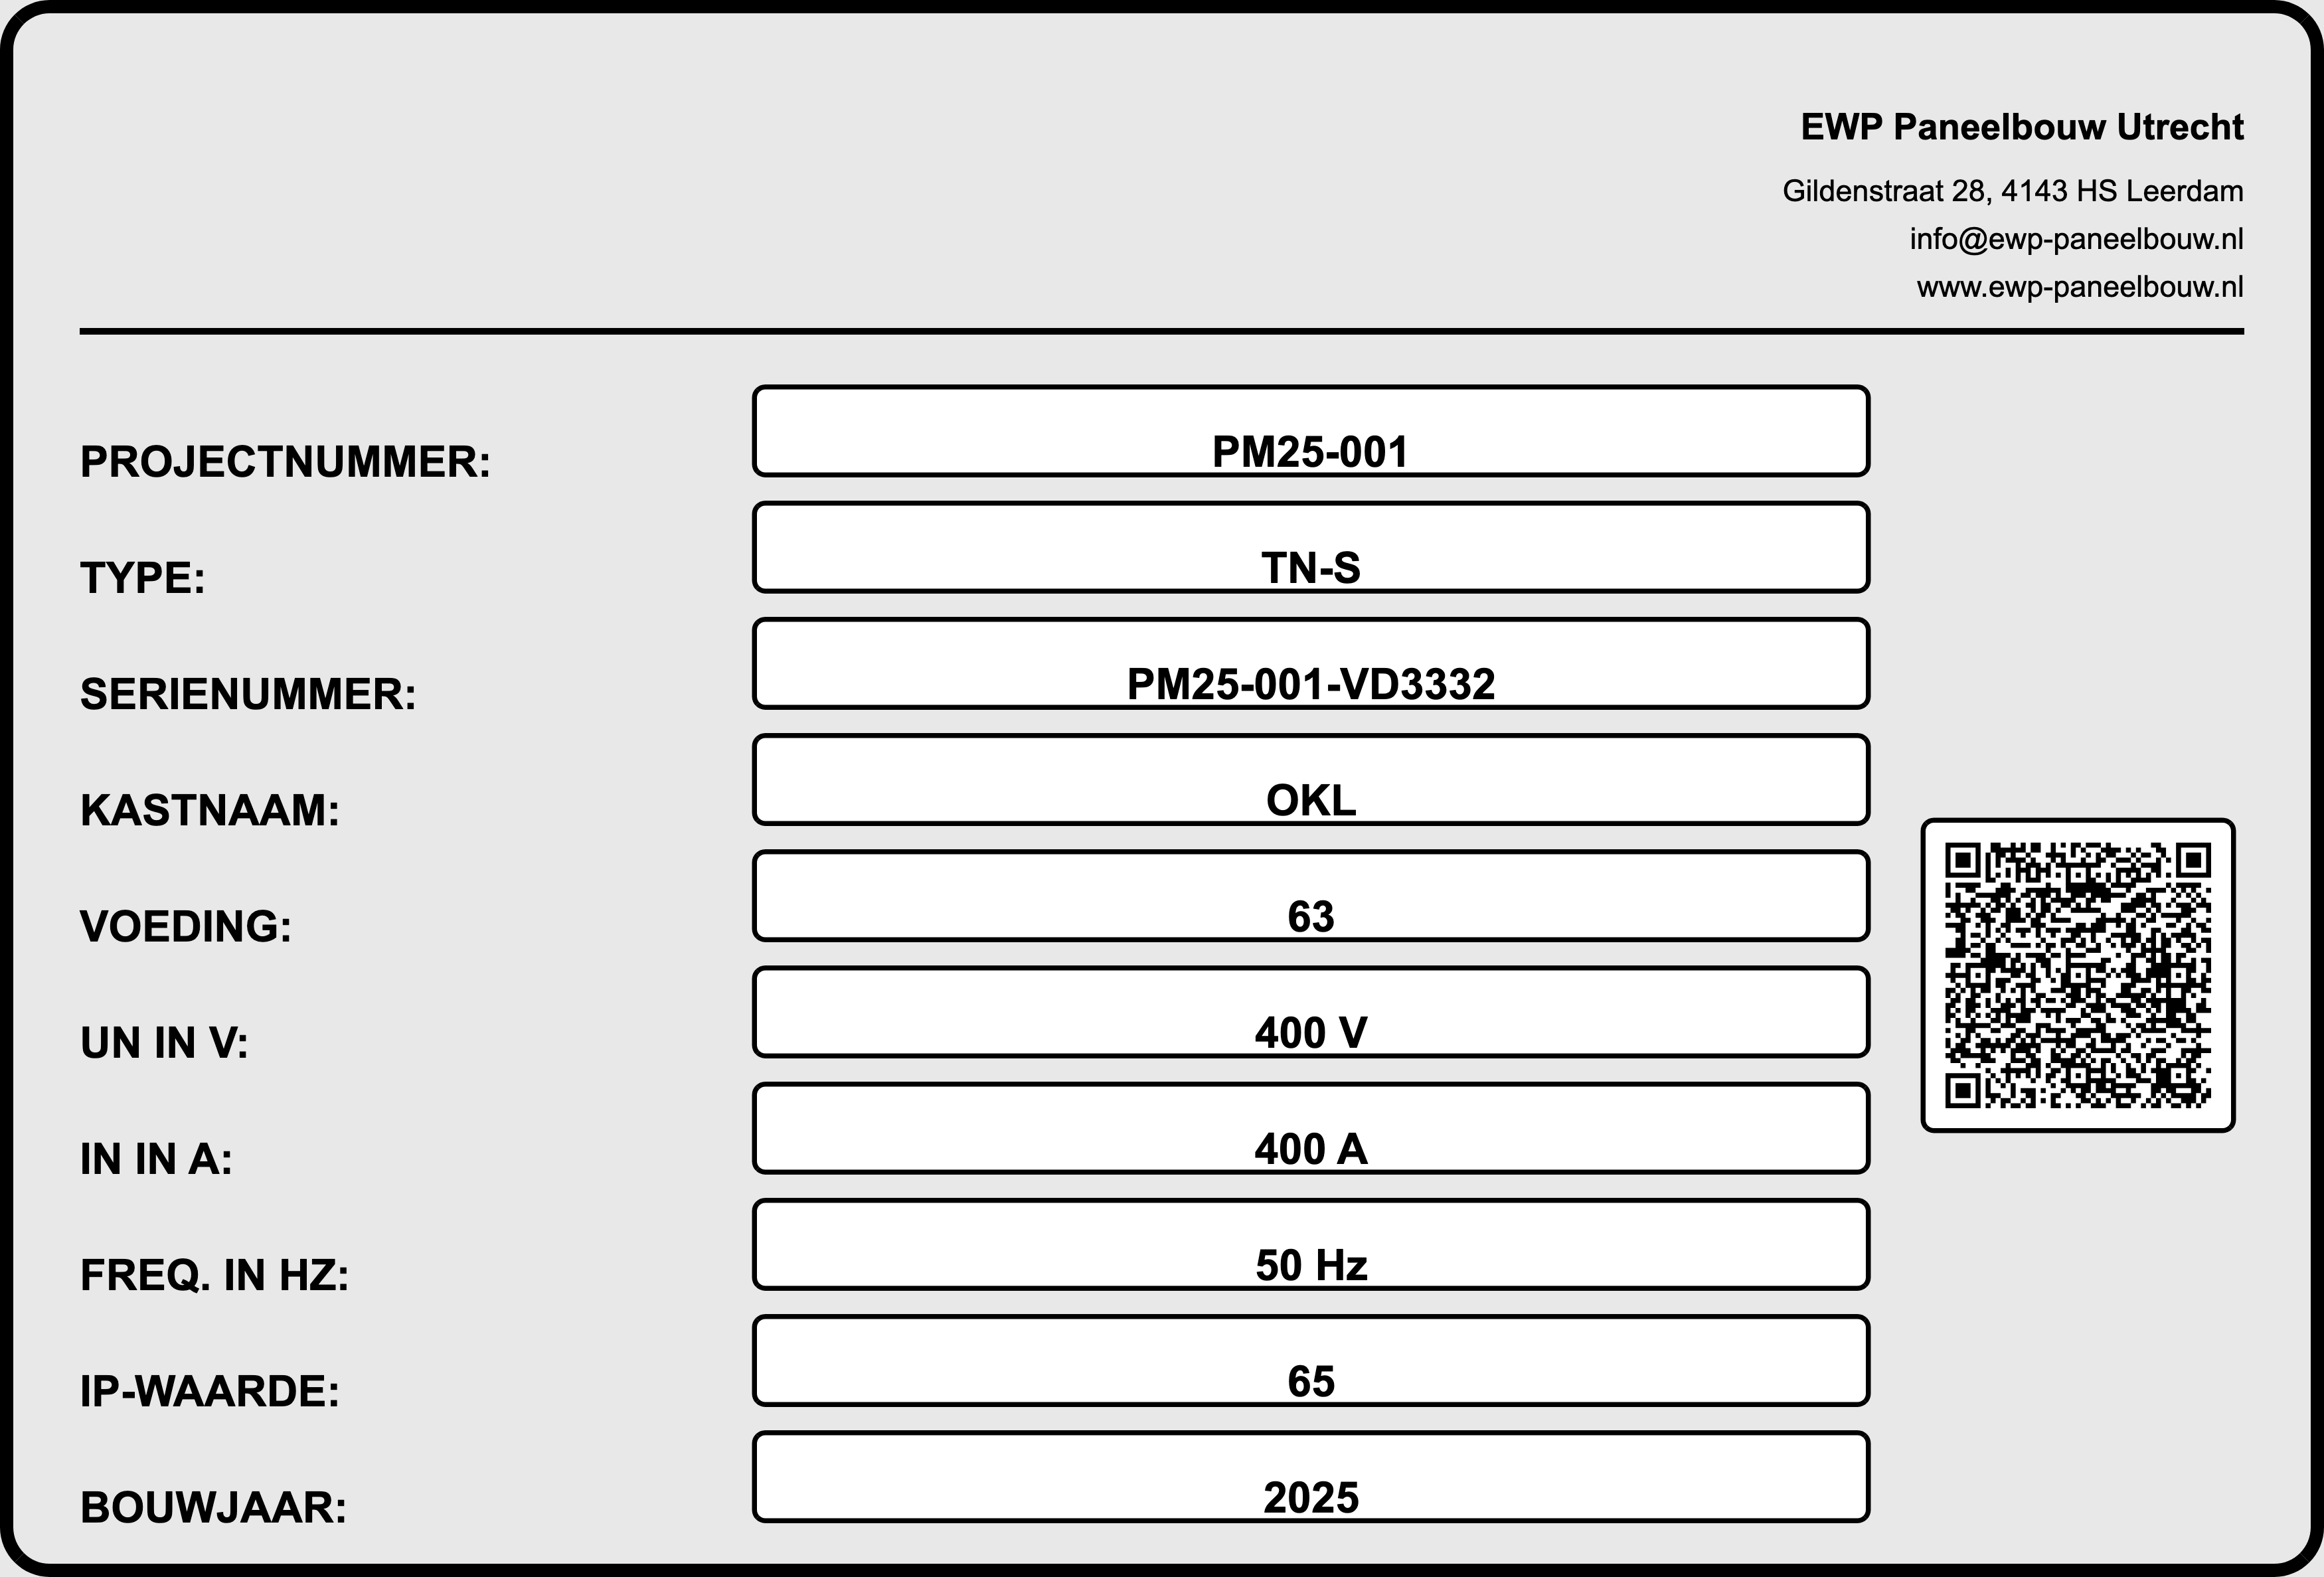 EWP Paneelbouw Utrecht
Gildenstraat 28, 4143 HS Leerdam
info@ewp-paneelbouw.nl
www.ewp-paneelbouw.nl
PROJECTNUMMER: PM25-001
TYPE: TN-S
SERIENUMMER: PM25-001-VD3332
KASTNAAM: OKL
VOEDING: 63
UN IN V: 400 V
IN IN A: 400 A
FREQ. IN HZ: 50 Hz
IP-WAARDE: 65
BOUWJAAR: 2025